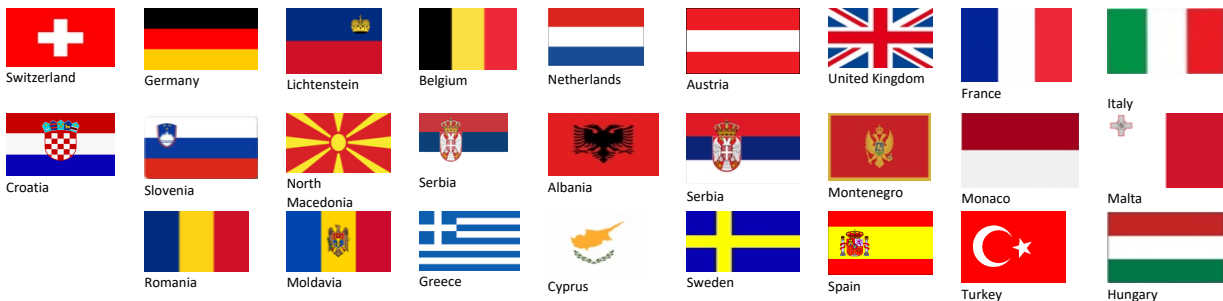 Switzerland
Germany
Lichtenstein
Belgium
Netherlands
Austria
United Kingdom
France
Italy
Croatia
Slovenia
North
Macedonia
Serbia
Albania
Serbia
Montenegro
Monaco
Malta
Romania
Moldavia
Greece
Cyprus
Sweden
Spain
Turkey
Hungary